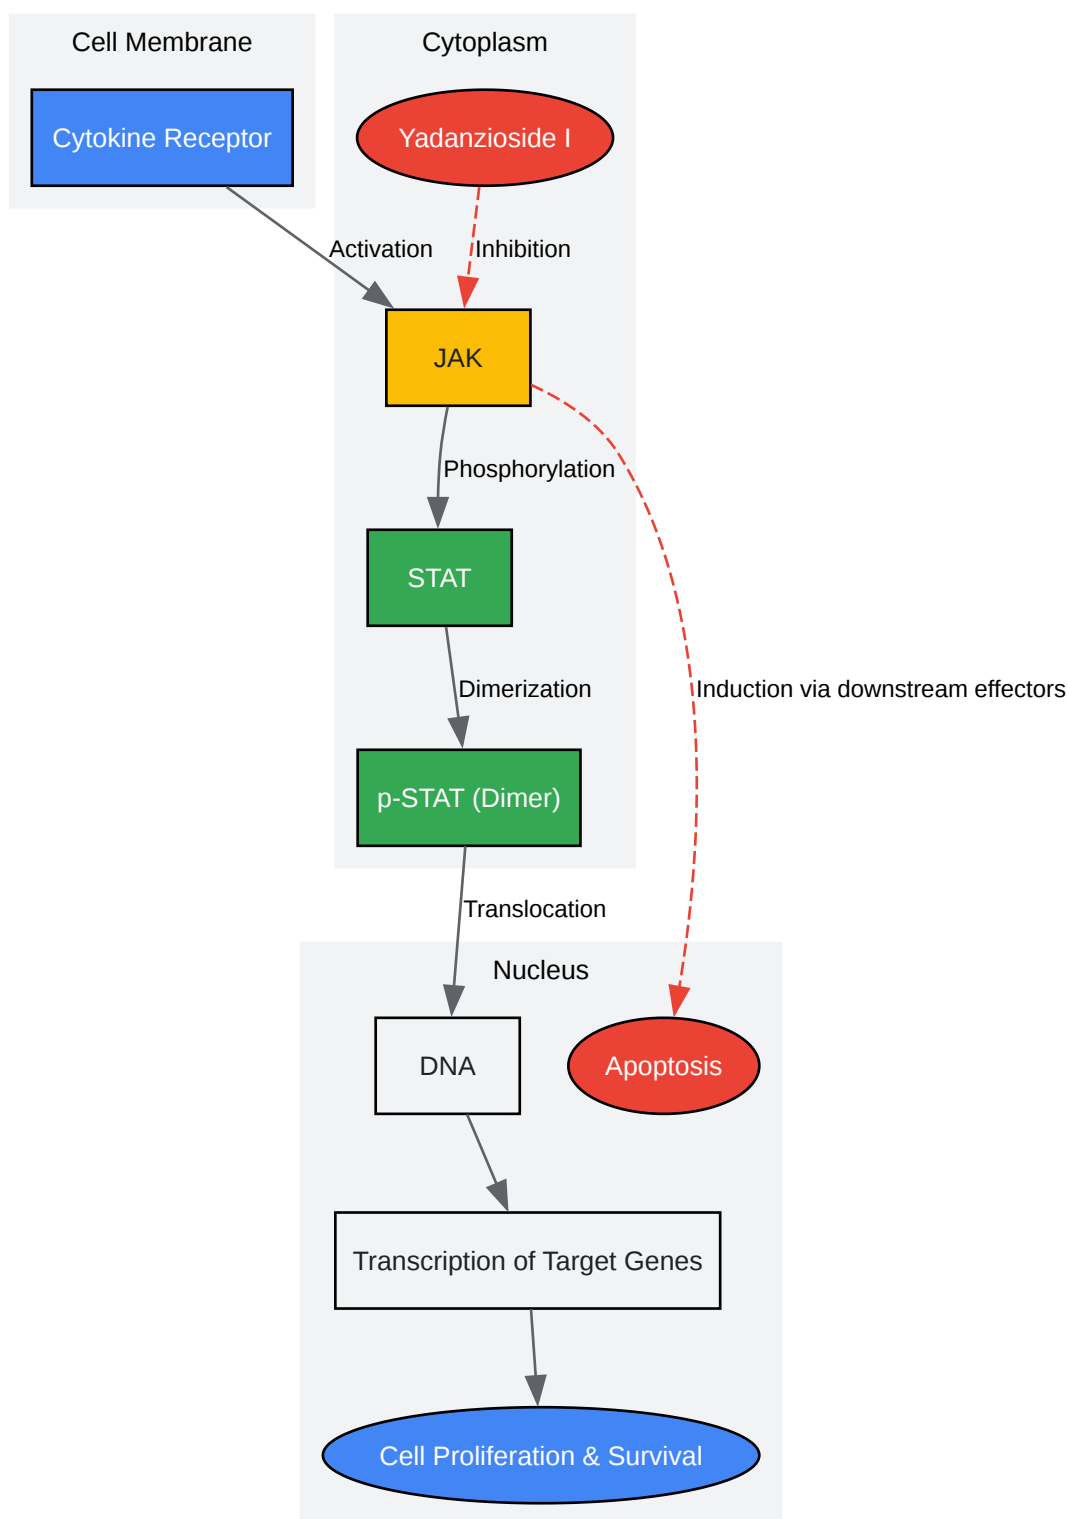 Cell Membrane
Cytoplasm
Cytokine Receptor
Yadanzioside I
Activation
Inhibition
JAK
Phosphorylation
STAT
Dimerization
Induction via downstream effectors
p-STAT (Dimer)
Translocation
Nucleus
DNA
Apoptosis
Transcription of Target Genes
Cell Proliferation & Survival